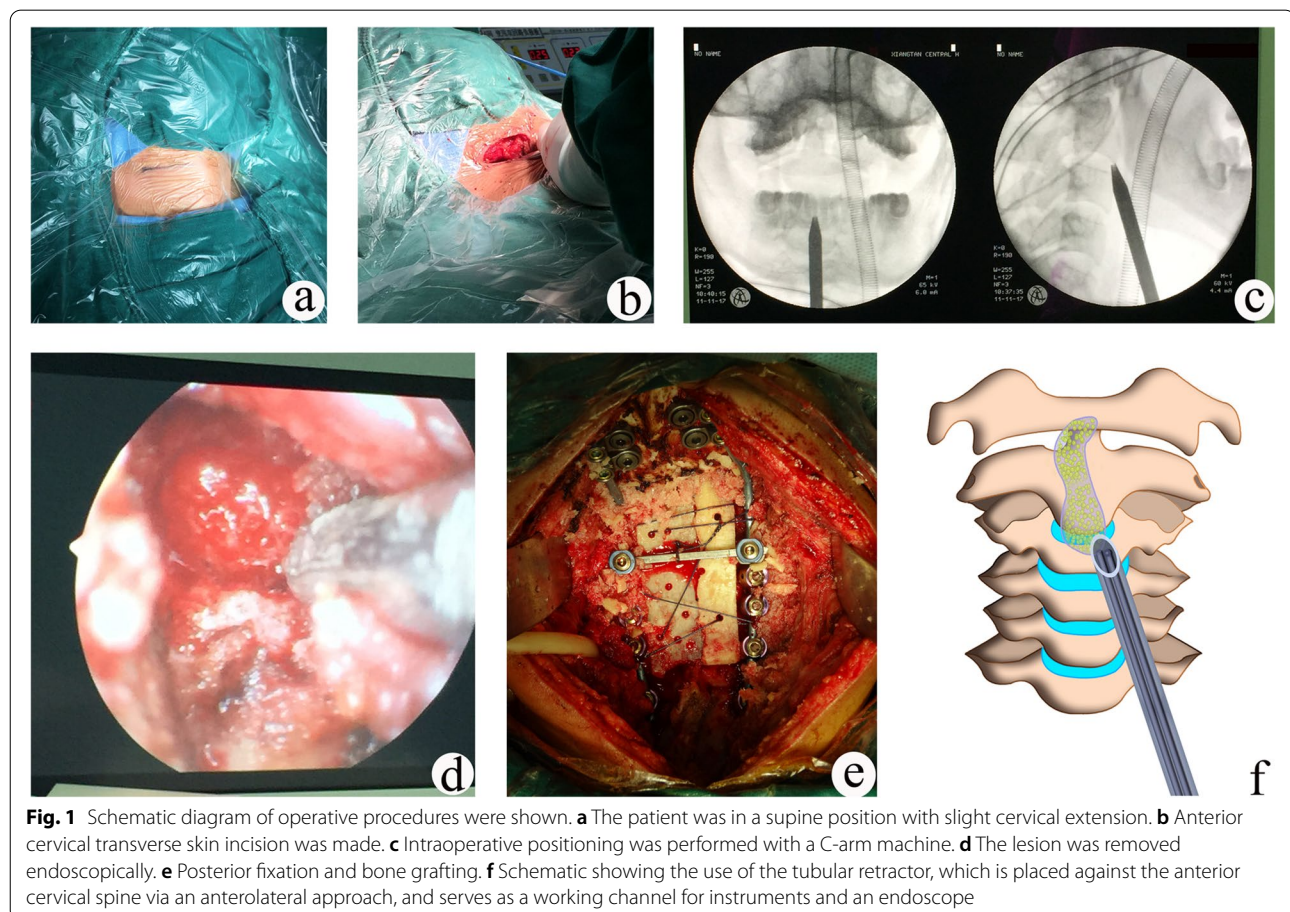 a
b
NO NAME
XIANGTAN CENTRAL H
NO NAME
K=0
R=190
W=255
L=127
NF=3
10:40:15
11-11-17
M=1
65 kV
6.0 mA
K=0
R=190
W=255
L=127
NF=3
10:37:35
11-11-17
M=1
60 kV
4.4 mA
c
d
e
f
Fig. 1 Schematic diagram of operative procedures were shown. a The patient was in a supine position with slight cervical extension. b Anterior
cervical transverse skin incision was made. c Intraoperative positioning was performed with a C-arm machine. d The lesion was removed
endoscopically. e Posterior fixation and bone grafting. f Schematic showing the use of the tubular retractor, which is placed against the anterior
cervical spine via an anterolateral approach, and serves as a working channel for instruments and an endoscope